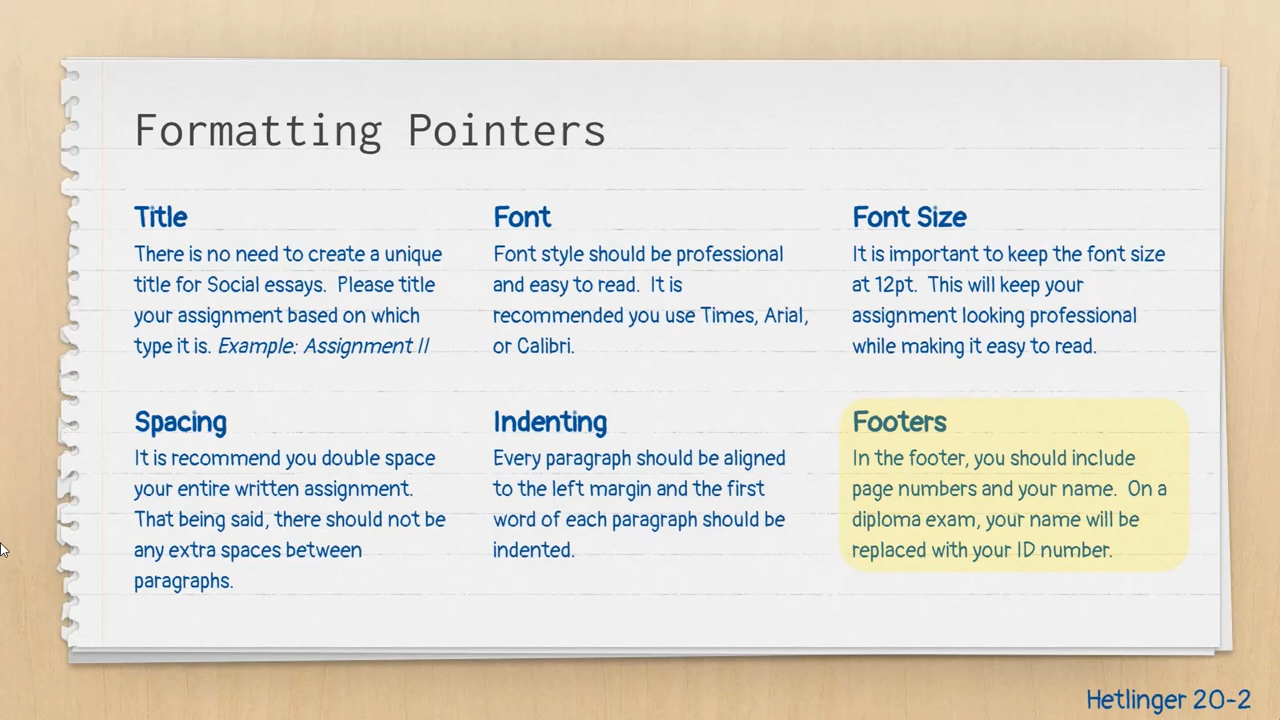 Formatting Pointers
Title
There is no need to create a unique
title for Social essays.  Please title
your assignment based on which
type it is. Example: Assignment II
Font
Font style should be professional
and easy to read.  It is
recommended you use Times, Arial,
or Calibri.
Font Size
It is important to keep the font size
at 12pt.  This will keep your
assignment looking professional
while making it easy to read.
Spacing
It is recommend you double space
your entire written assignment.
That being said, there should not be
any extra spaces between
paragraphs.
Indenting
Every paragraph should be aligned
to the left margin and the first
word of each paragraph should be
indented.
Footers
In the footer, you should include
page numbers and your name.  On a
diploma exam, your name will be
replaced with your ID number.
Hetlinger 20-2